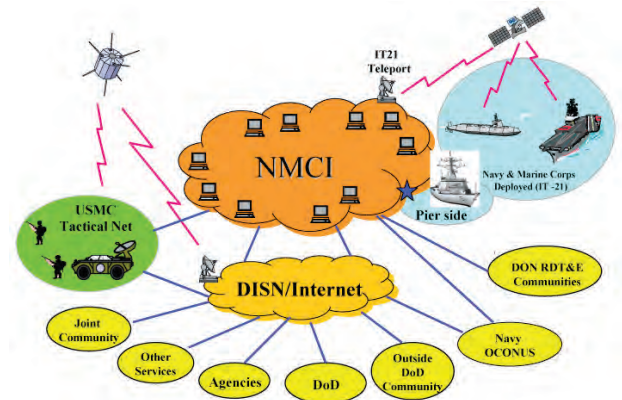 IT21
Teleport
NMCI
Navy & Marine Corps
Deployed (IT -21)
Pier side
USMC
Tactical Net
DISN/Internet
DON RDT&E
Communities
Joint
Community
Other
Services
Agencies
DoD
Outside
DoD
Community
Navy
OCONUS